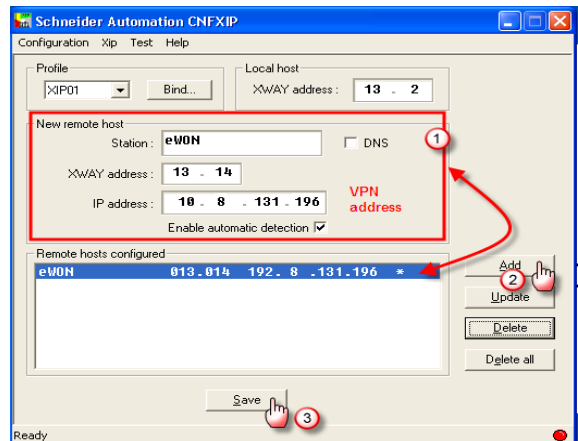 Schneider Automation CNFXIP
Configuration Xip Test Help
Profile
XIP01 Bind...
Local host
XWAY address : 13 . 2
New remote host
Station : eWON DNS 1
XWAY address : 13 . 14
IP address : 10 . 8 . 131 . 196 VPN address
Enable automatic detection
Remote hosts configured
eWON 013.014 192. 8 .131.196 *
Add
2
Update
Delete
Delete all
Save
3
Ready